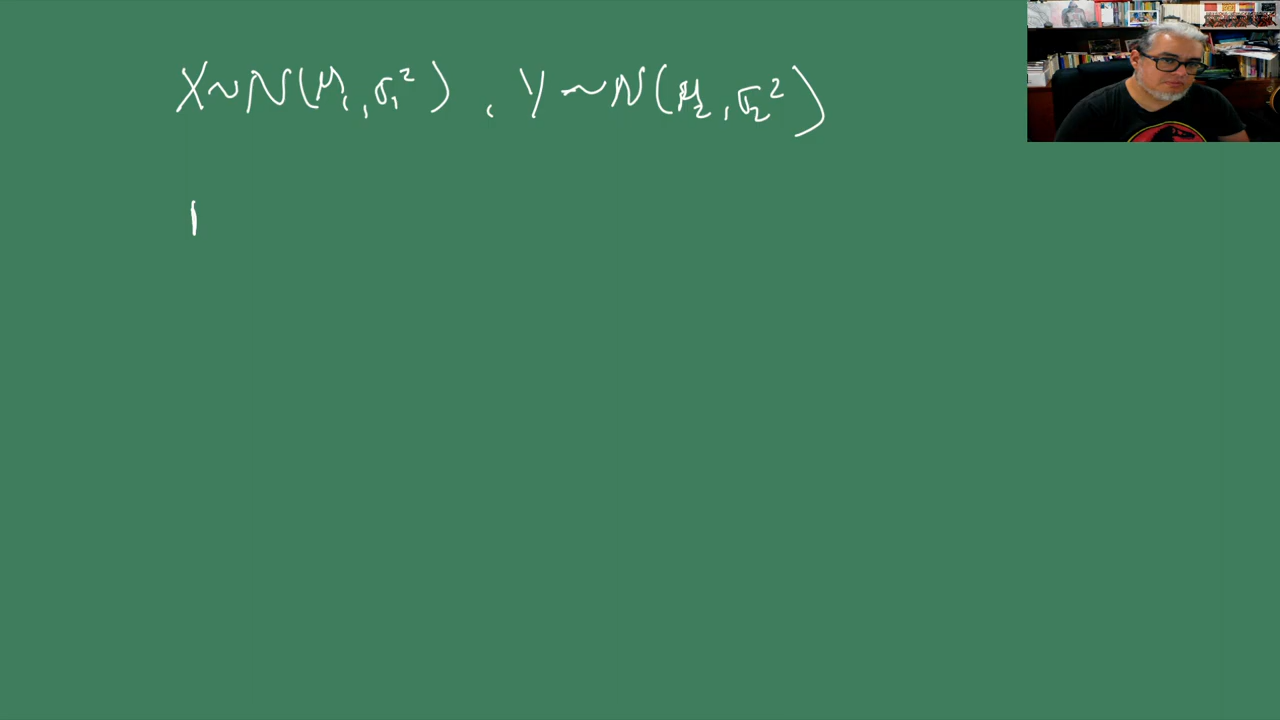 X ~ N(μ₁, σ₁²), Y ~ N(μ₂, σ₂²)